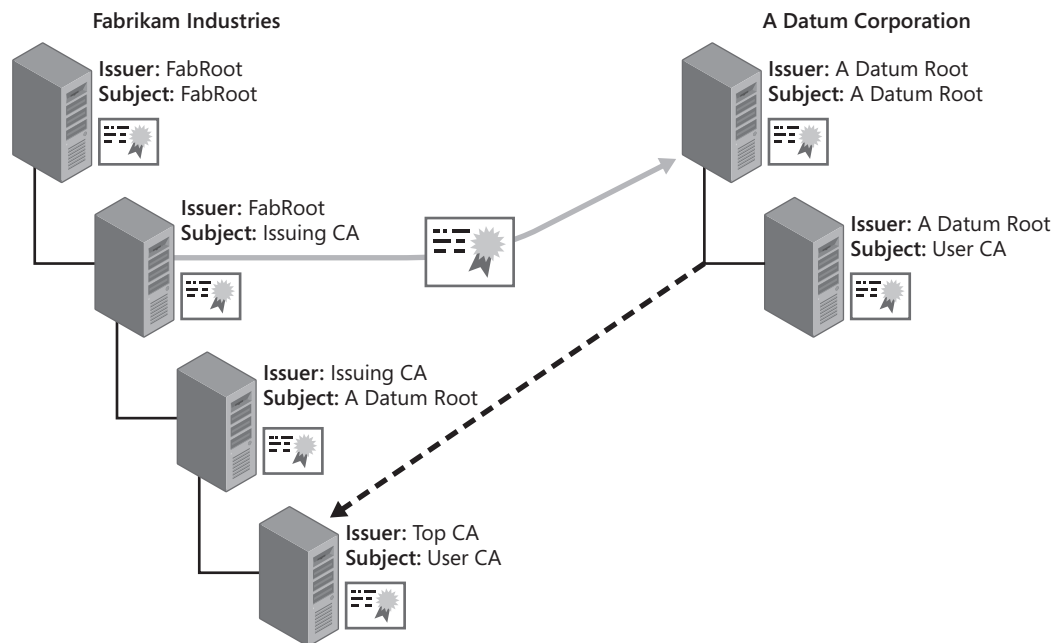 Fabrikam Industries
A Datum Corporation
Issuer: FabRoot
Subject: FabRoot
Issuer: A Datum Root
Subject: A Datum Root
Issuer: FabRoot
Subject: Issuing CA
Issuer: A Datum Root
Subject: User CA
Issuer: Issuing CA
Subject: A Datum Root
Issuer: Top CA
Subject: User CA